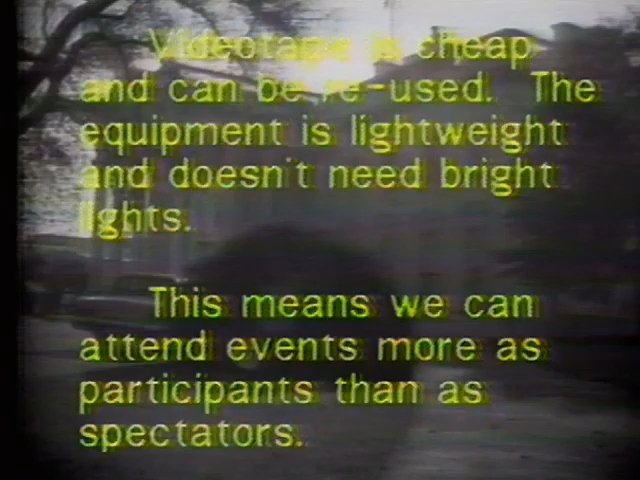 Videotape is cheap
and can be re-used. The
equipment is lightweight
and doesn't need bright
lights.
This means we can
attend events more as
participants than as
spectators.